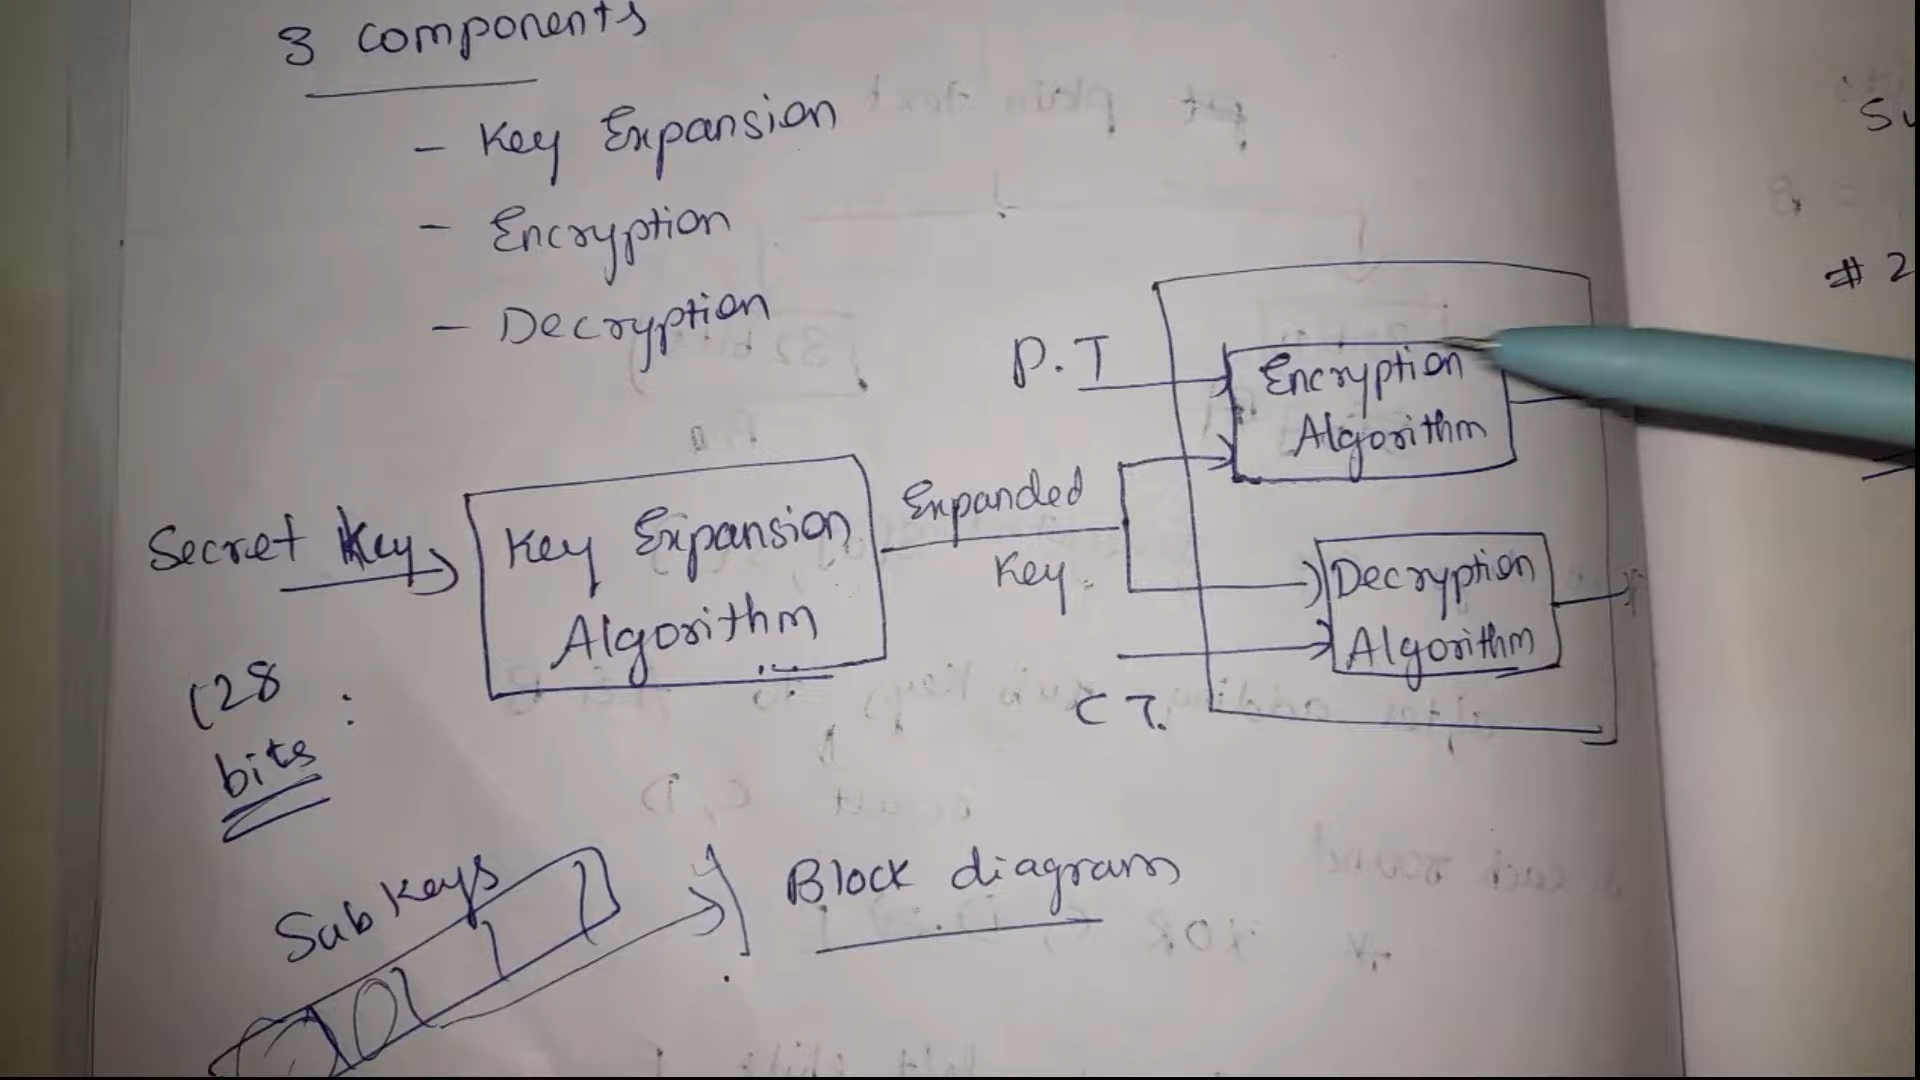 3 components
- Key Expansion
- Encryption
- Decryption
P.T
Encryption
Algorithm
Secret Key
Key Expansion
Algorithm
Expanded
Key
Decryption
Algorithm
C T.
128
bits
:
Sub Keys
Block diagram
# 2